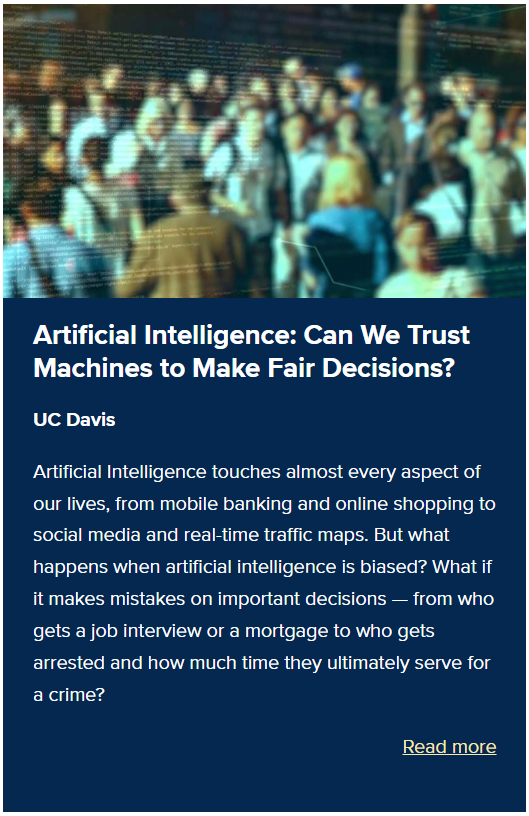 Artificial Intelligence: Can We Trust
Machines to Make Fair Decisions?
UC Davis
Artificial Intelligence touches almost every aspect of
our lives, from mobile banking and online shopping to
social media and real-time traffic maps. But what
happens when artificial intelligence is biased? What if
it makes mistakes on important decisions — from who
gets a job interview or a mortgage to who gets
arrested and how much time they ultimately serve for
a crime?
Read more